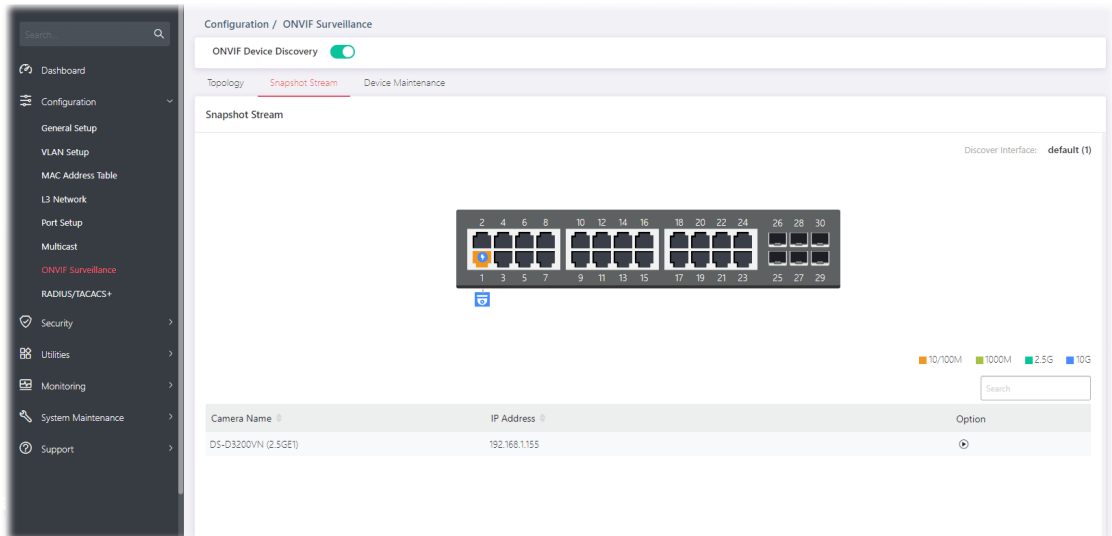 Search...
Dashboard
Configuration
General Setup
VLAN Setup
MAC Address Table
L3 Network
Port Setup
Multicast
ONVIF Surveillance
RADIUS/TACACS+
Security
Utilities
Monitoring
System Maintenance
Support
Configuration / ONVIF Surveillance
ONVIF Device Discovery
Topology Snapshot Stream Device Maintenance
Snapshot Stream
Discover Interface: default (1)
2 4 6 8 10 12 14 16 18 20 22 24 26 28 30
1 3 5 7 9 11 13 15 17 19 21 23 25 27 29
10/100M 1000M 2.5G 10G
Search
Camera Name IP Address Option
DS-D3200VN (2.5GE1) 192.168.1.155